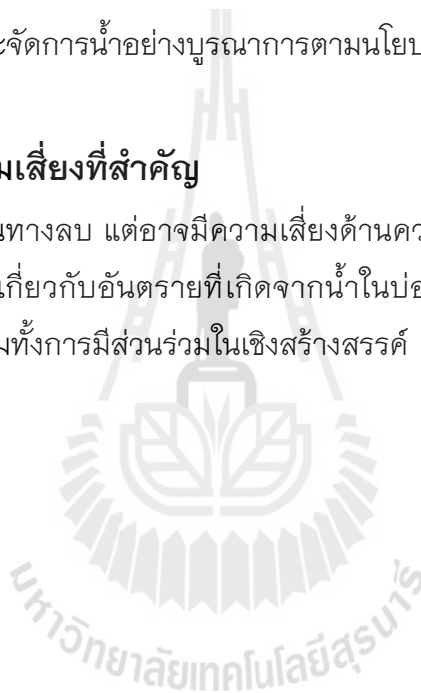 ะจัดการน้ำอย่างบูรณาการตามนโยบ
มเสี่ยงที่สำคัญ
นทางลบ แต่อาจมีความเสี่ยงด้านคว
เกี่ยวกับอันตรายที่เกิดจากน้ำในบ่อ
มทั้งการมีส่วนร่วมในเชิงสร้างสรรค์
มหาวิทยาลัยเทคโนโลยีสุรนารี